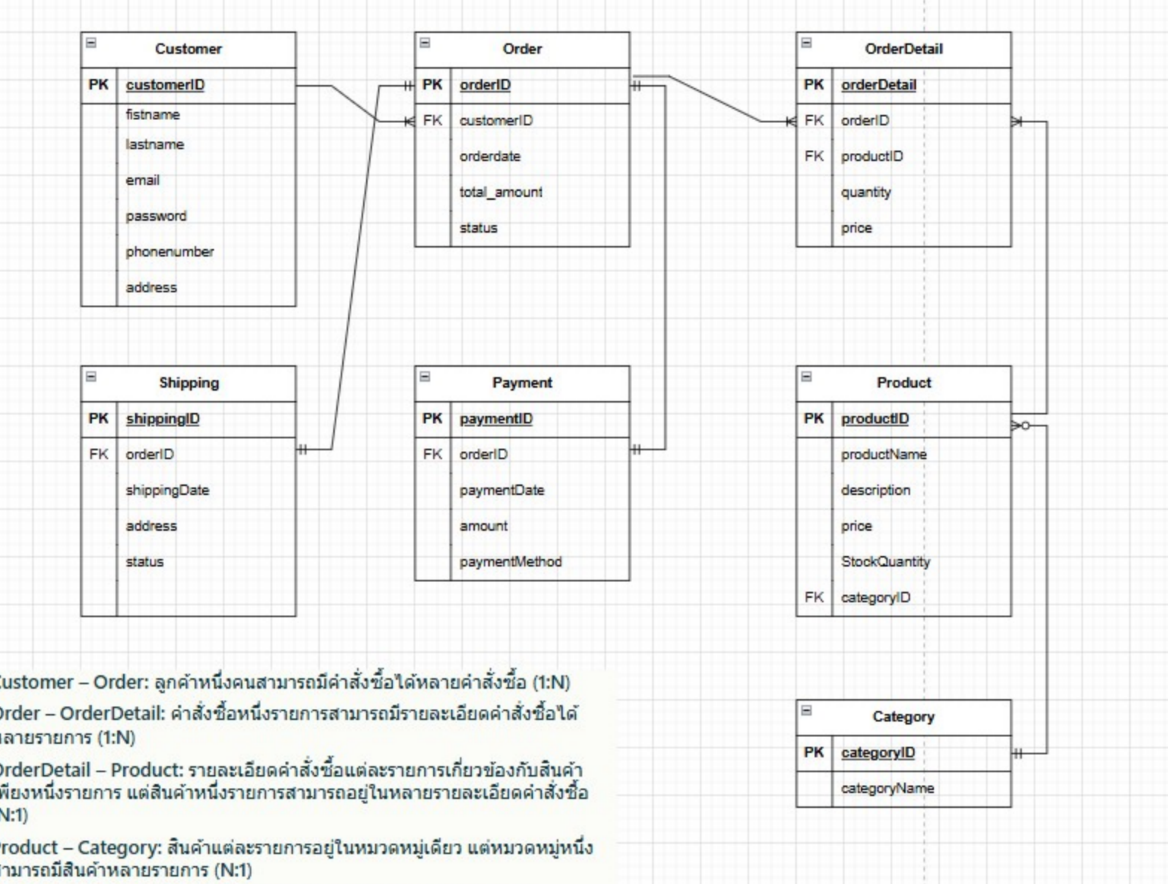 Customer
PK customerID
fistname
lastname
email
password
phonenumber
address
Order
PK orderID
FK customerID
orderdate
total_amount
status
OrderDetail
PK orderDetail
FK orderID
FK productID
quantity
price
Shipping
PK shippingID
FK orderID
shippingDate
address
status
Payment
PK paymentID
FK orderID
paymentDate
amount
paymentMethod
Product
PK productID
productName
description
price
StockQuantity
FK categoryID
Category
PK categoryID
categoryName
ustomer – Order: ลูกค้าหนึ่งคนสามารถมีคำสั่งซื้อได้หลายคำสั่งซื้อ (1:N)
rder – OrderDetail: คำสั่งซื้อหนึ่งรายการสามารถมีรายละเอียดคำสั่งซื้อได้
ลายรายการ (1:N)
rderDetail – Product: รายละเอียดคำสั่งซื้อแต่ละรายการเกี่ยวข้องกับสินค้า
พียงหนึ่งรายการ แต่สินค้าหนึ่งรายการสามารถอยู่ในหลายรายละเอียดคำสั่งซื้อ
N:1)
roduct – Category: สินค้าแต่ละรายการอยู่ในหมวดหมู่เดียว แต่หมวดหมู่หนึ่ง
ามารถมีสินค้าหลายรายการ (N:1)